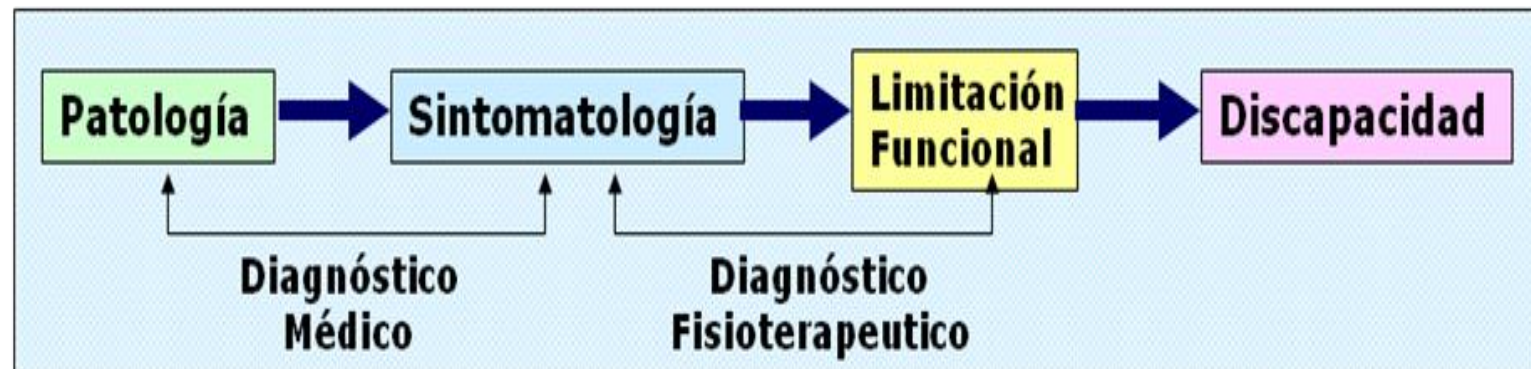 Patología
Sintomatología
Limitación
Funcional
Discapacidad
Diagnóstico
Médico
Diagnóstico
Fisioterapeutico